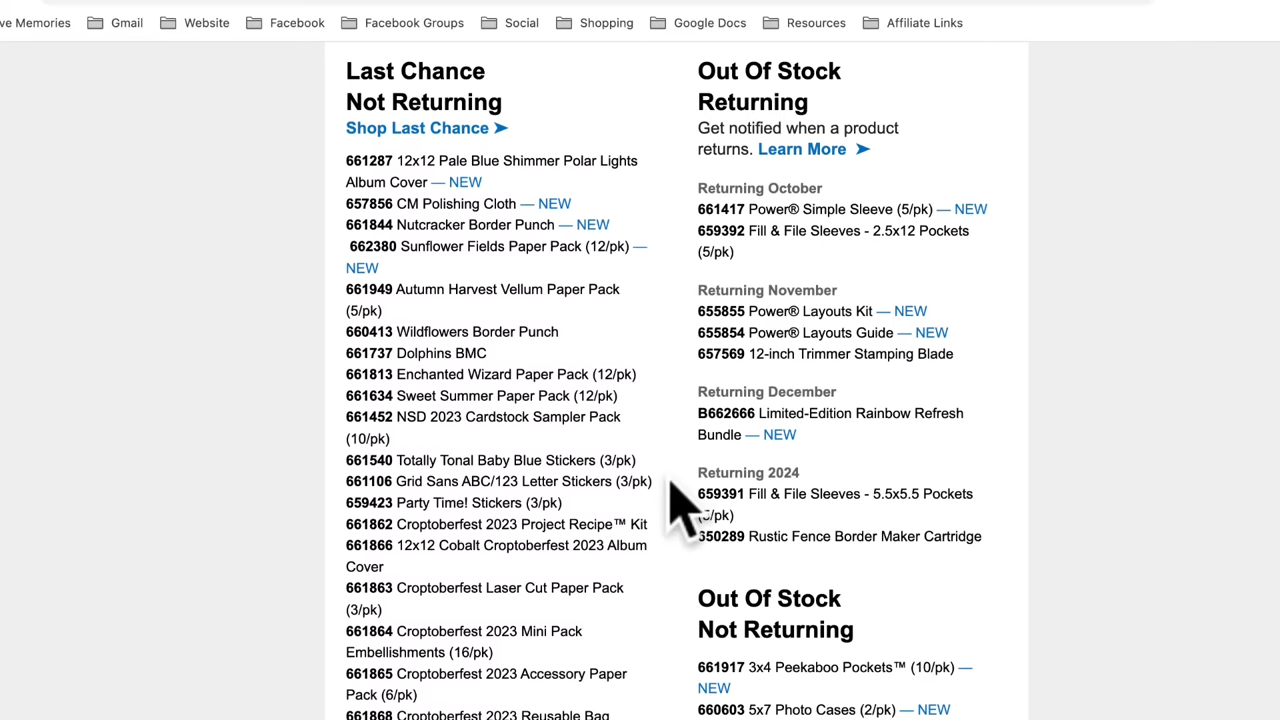 ve Memories
Gmail
Website
Facebook
Facebook Groups
Social
Shopping
Google Docs
Resources
Affiliate Links
Last Chance
Not Returning
Shop Last Chance ➤
661287 12x12 Pale Blue Shimmer Polar Lights
Album Cover — NEW
657856 CM Polishing Cloth — NEW
661844 Nutcracker Border Punch — NEW
662380 Sunflower Fields Paper Pack (12/pk) —
NEW
661949 Autumn Harvest Vellum Paper Pack
(5/pk)
660413 Wildflowers Border Punch
661737 Dolphins BMC
661813 Enchanted Wizard Paper Pack (12/pk)
661634 Sweet Summer Paper Pack (12/pk)
661452 NSD 2023 Cardstock Sampler Pack
(10/pk)
661540 Totally Tonal Baby Blue Stickers (3/pk)
661106 Grid Sans ABC/123 Letter Stickers (3/pk)
659423 Party Time! Stickers (3/pk)
661862 Croptoberfest 2023 Project Recipe™ Kit
661866 12x12 Cobalt Croptoberfest 2023 Album
Cover
661863 Croptoberfest Laser Cut Paper Pack
(3/pk)
661864 Croptoberfest 2023 Mini Pack
Embellishments (16/pk)
661865 Croptoberfest 2023 Accessory Paper
Pack (6/pk)
661868 Croptoberfest 2023 Reusable Bag
Out Of Stock
Returning
Get notified when a product
returns. Learn More ➤
Returning October
661417 Power® Simple Sleeve (5/pk) — NEW
659392 Fill & File Sleeves - 2.5x12 Pockets
(5/pk)
Returning November
655855 Power® Layouts Kit — NEW
655854 Power® Layouts Guide — NEW
657569 12-inch Trimmer Stamping Blade
Returning December
B662666 Limited-Edition Rainbow Refresh
Bundle — NEW
Returning 2024
659391 Fill & File Sleeves - 5.5x5.5 Pockets
/pk)
650289 Rustic Fence Border Maker Cartridge
Out Of Stock
Not Returning
661917 3x4 Peekaboo Pockets™ (10/pk) —
NEW
660603 5x7 Photo Cases (2/pk) — NEW